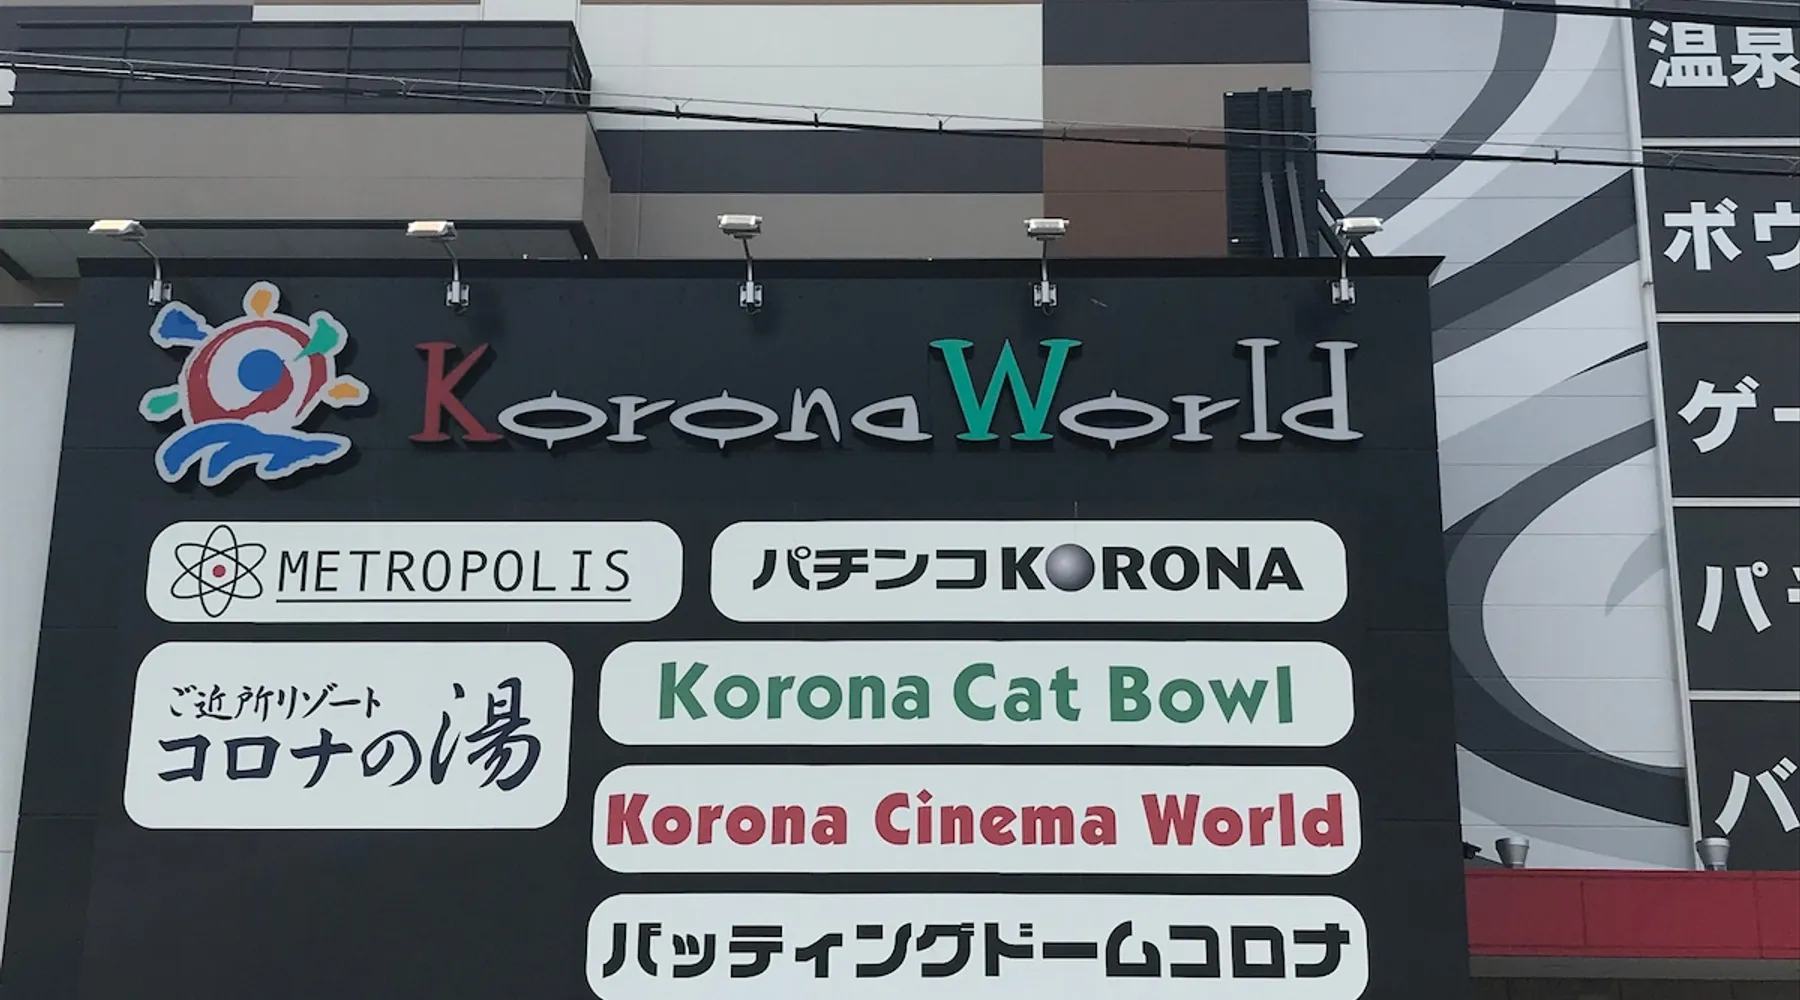 KoronaWorld
METROPOLIS
パチンコKORONA
ご近所リゾート
コロナの湯
Korona Cat Bowl
Korona Cinema World
バッティングドームコロナ
温泉
ボウ
ゲー
パチ
バ